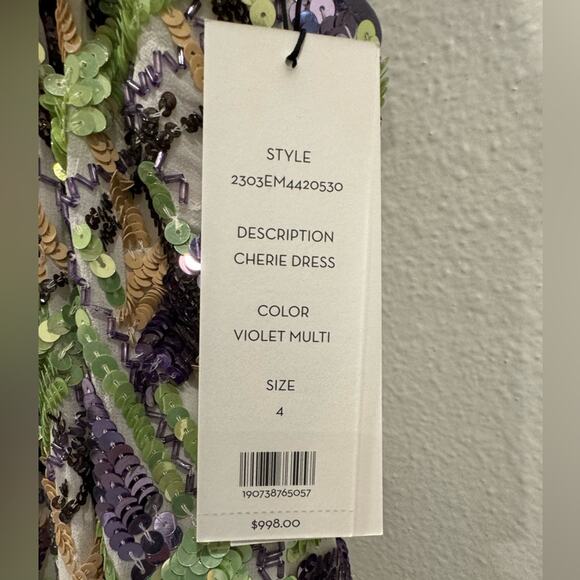 STYLE
2303EM4420530
DESCRIPTION
CHERIE DRESS
COLOR
VIOLET MULTI
SIZE
4
190738765057
$998.00